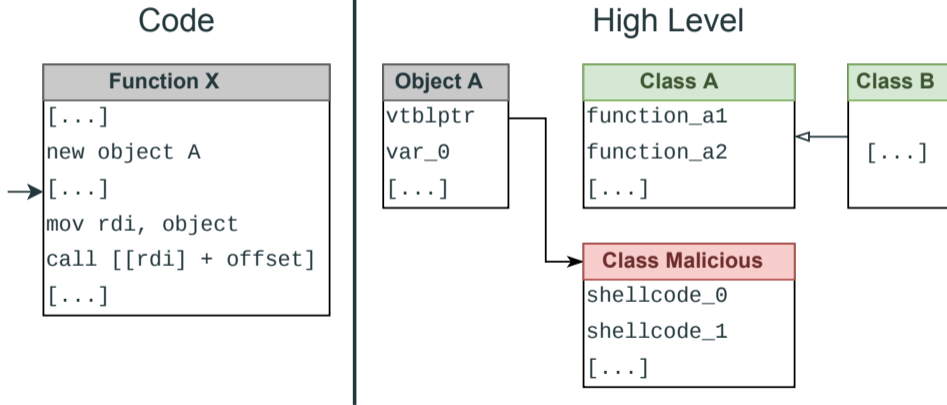 Code
Function X
[...]
new object A
[...]
mov rdi, object
call [[rdi] + offset]
[...]
High Level
Object A
vtblptr
var_0
[...]
Class A
function_a1
function_a2
[...]
Class B
[...]
Class Malicious
shellcode_0
shellcode_1
[...]